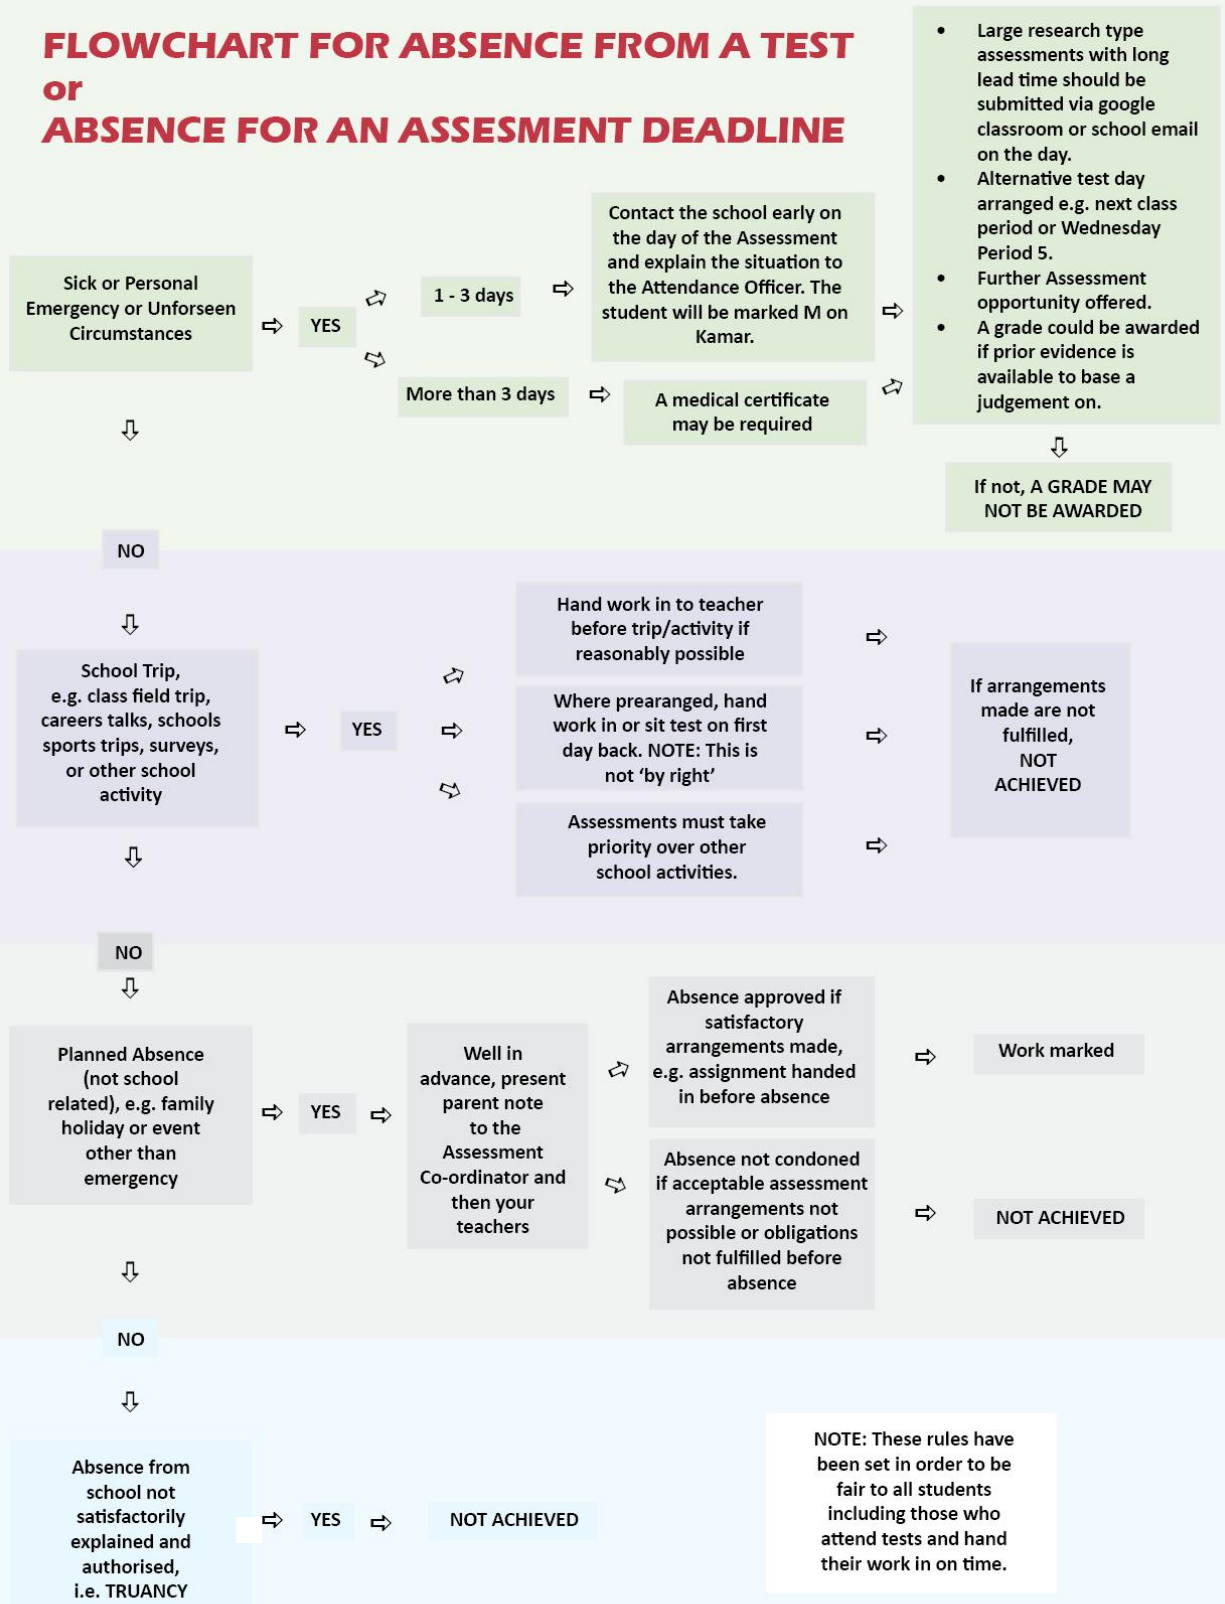 FLOWCHART FOR ABSENCE FROM A TEST
or
ABSENCE FOR AN ASSESMENT DEADLINE
Sick or Personal
Emergency or Unforseen
Circumstances
YES
1 - 3 days
Contact the school early on
the day of the Assessment
and explain the situation to
the Attendance Officer. The
student will be marked M on
Kamar.
More than 3 days
A medical certificate
may be required
• Large research type
assessments with long
lead time should be
submitted via google
classroom or school email
on the day.
• Alternative test day
arranged e.g. next class
period or Wednesday
Period 5.
• Further Assessment
opportunity offered.
• A grade could be awarded
if prior evidence is
available to base a
judgement on.
If not, A GRADE MAY
NOT BE AWARDED
NO
School Trip,
e.g. class field trip,
careers talks, schools
sports trips, surveys,
or other school
activity
YES
Hand work in to teacher
before trip/activity if
reasonably possible
Where prearranged, hand
work in or sit test on first
day back. NOTE: This is
not ‘by right’
Assessments must take
priority over other
school activities.
If arrangements
made are not
fulfilled,
NOT
ACHIEVED
NO
Planned Absence
(not school
related), e.g. family
holiday or event
other than
emergency
YES
Well in
advance, present
parent note
to the
Assessment
Co-ordinator and
then your
teachers
Absence approved if
satisfactory
arrangements made,
e.g. assignment handed
in before absence
Work marked
Absence not condoned
if acceptable assessment
arrangements not
possible or obligations
not fulfilled before
absence
NOT ACHIEVED
NO
Absence from
school not
satisfactorily
explained and
authorised,
i.e. TRUANCY
YES
NOT ACHIEVED
NOTE: These rules have
been set in order to be
fair to all students
including those who
attend tests and hand
their work in on time.